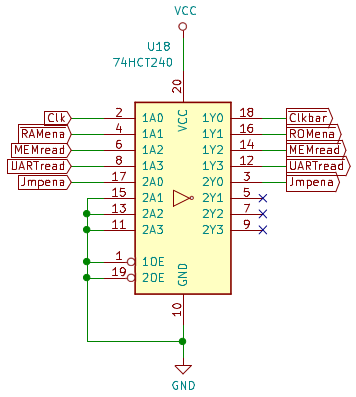 VCC
U18
74HCT240
20
VCC
Clk 2 1A0 1Y0 18 Clkbar
RAMena 4 1A1 1Y1 16 ROMena
MEMread 6 1A2 1Y2 14 MEMread
UARTread 8 1A3 1Y3 12 UARTread
Jmpena 17 2A0 2Y0 3 Jmpena
15 2A1 2Y1 5
13 2A2 2Y2 7
11 2A3 2Y3 9
1 1OE
19 2OE
GND
10
GND